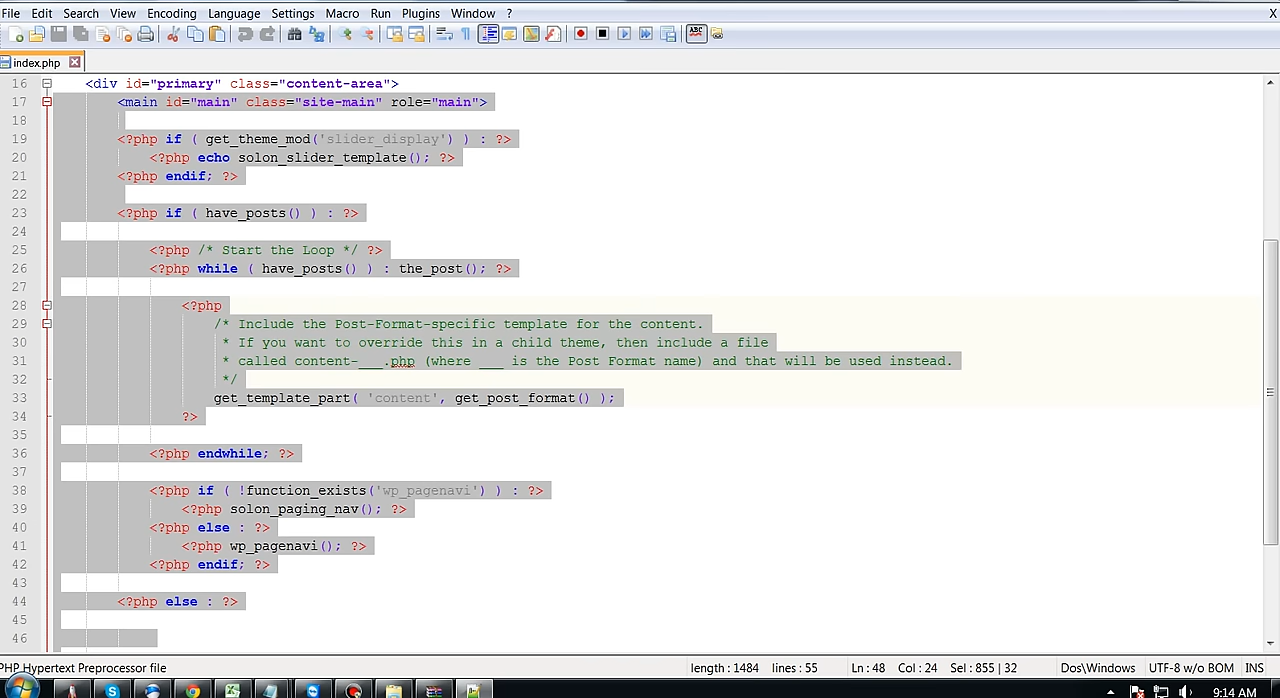 File Edit Search View Encoding Language Settings Macro Run Plugins Window ? X
index.php
16 <div id="primary" class="content-area">
17 <main id="main" class="site-main" role="main">
18
19 <?php if ( get_theme_mod('slider_display') ) : ?>
20 <?php echo solon_slider_template(); ?>
21 <?php endif; ?>
22
23 <?php if ( have_posts() ) : ?>
24
25 <?php /* Start the Loop */ ?>
26 <?php while ( have_posts() ) : the_post(); ?>
27
28 <?php
29 /* Include the Post-Format-specific template for the content.
30 * If you want to override this in a child theme, then include a file
31 * called content-___.php (where ___ is the Post Format name) and that will be used instead.
32 */
33 get_template_part( 'content', get_post_format() );
34 ?>
35
36 <?php endwhile; ?>
37
38 <?php if ( !function_exists('wp_pagenavi') ) : ?>
39 <?php solon_paging_nav(); ?>
40 <?php else : ?>
41 <?php wp_pagenavi(); ?>
42 <?php endif; ?>
43
44 <?php else : ?>
45
46
PHP Hypertext Preprocessor file length : 1484 lines : 55 Ln : 48 Col : 24 Sel : 855 | 32 Dos\Windows UTF-8 w/o BOM INS
9:14 AM